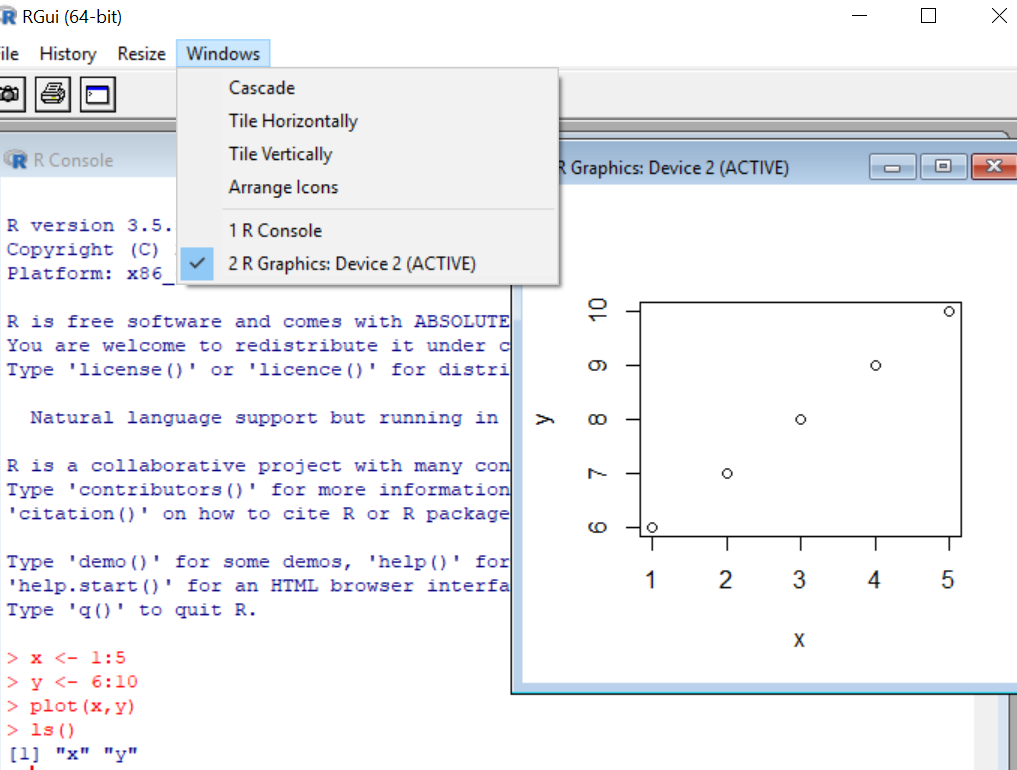 RGui (64-bit)
ile History Resize Windows
Cascade
Tile Horizontally
Tile Vertically
Arrange Icons
1 R Console
2 R Graphics: Device 2 (ACTIVE)
R Console
R version 3.5.
Copyright (C)
Platform: x86_
R is free software and comes with ABSOLUTE
You are welcome to redistribute it under c
Type 'license()' or 'licence()' for distri
Natural language support but running in
R is a collaborative project with many con
Type 'contributors()' for more information
'citation()' on how to cite R or R package
Type 'demo()' for some demos, 'help()' for
'help.start()' for an HTML browser interfa
Type 'q()' to quit R.
> x <- 1:5
> y <- 6:10
> plot(x,y)
> ls()
[1] "x" "y"
R Graphics: Device 2 (ACTIVE)
10
9
8
7
6
y
1 2 3 4 5
x